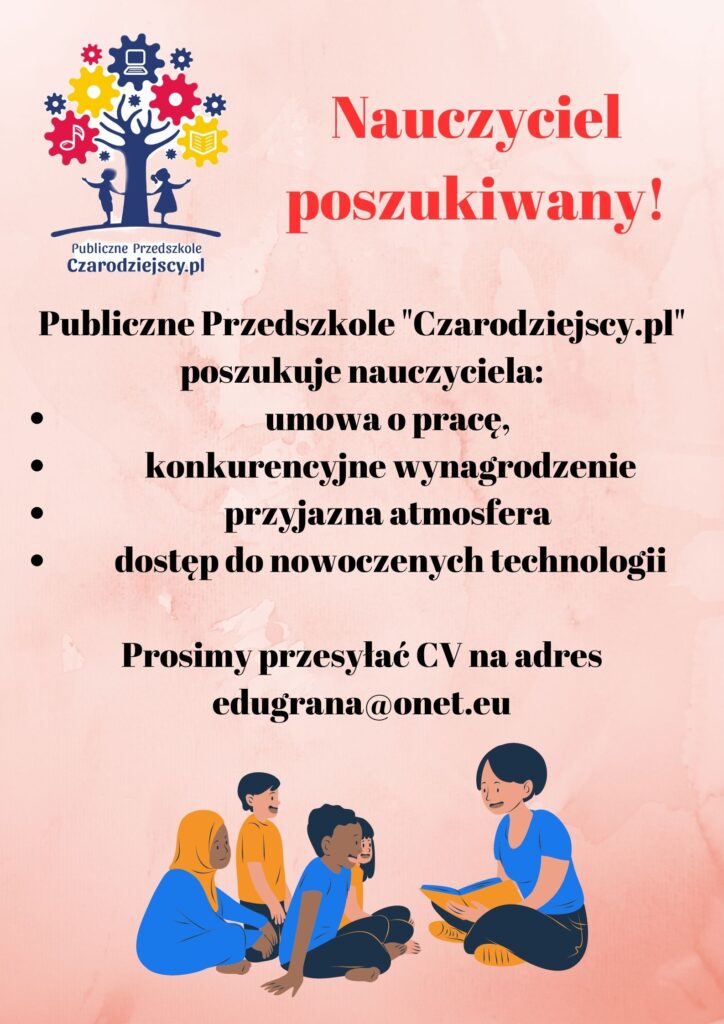 Publiczne Przedszkole
Czarodziejscy.pl
Nauczyciel
poszukiwany!
Publiczne Przedszkole "Czarodziejscy.pl"
poszukuje nauczyciela:
• umowa o pracę,
• konkurencyjne wynagrodzenie
• przyjazna atmosfera
• dostęp do nowoczenych technologii
Prosimy przesyłać CV na adres
edugrana@onet.eu